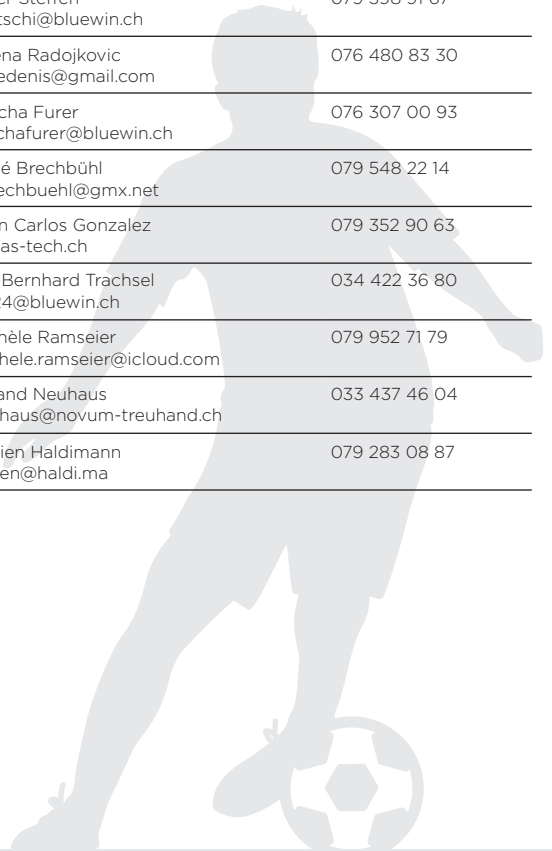 tschi@bluewin.ch
na Radojkovic 076 480 83 30
edenis@gmail.com
cha Furer 076 307 00 93
chafurer@bluewin.ch
é Brechbühl 079 548 22 14
echbuehl@gmx.net
n Carlos Gonzalez 079 352 90 63
as-tech.ch
Bernhard Trachsel 034 422 36 80
24@bluewin.ch
hèle Ramseier 079 952 71 79
hele.ramseier@icloud.com
and Neuhaus 033 437 46 04
haus@novum-treuhand.ch
ien Haldimann 079 283 08 87
en@haldi.ma